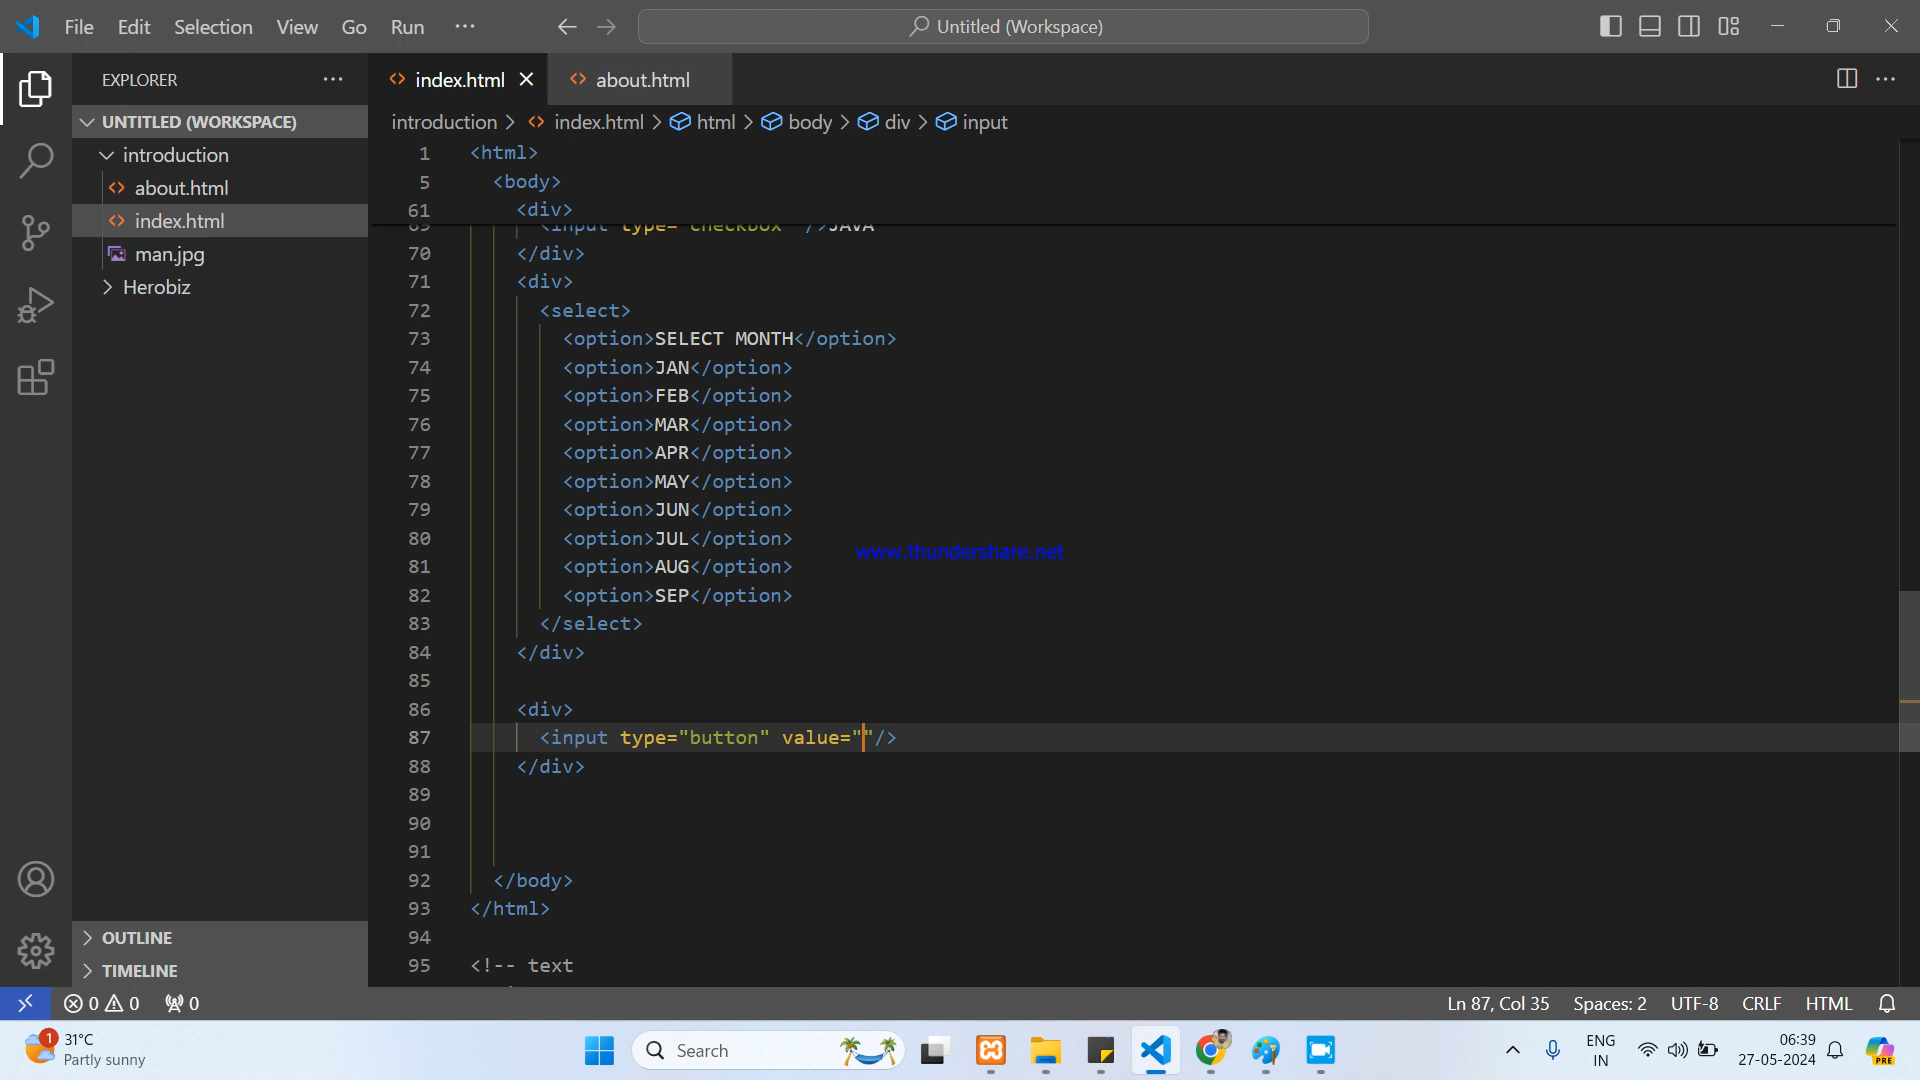 File Edit Selection View Go Run ···
Untitled (Workspace)
EXPLORER
index.html
about.html
UNTITLED (WORKSPACE)
introduction
about.html
index.html
man.jpg
Herobiz
OUTLINE
TIMELINE
introduction > index.html > html > body > div > input
1 <html>
5 <body>
61 <div>
69 <input type="checkbox" />JAVA
70 </div>
71 <div>
72 <select>
73 <option>SELECT MONTH</option>
74 <option>JAN</option>
75 <option>FEB</option>
76 <option>MAR</option>
77 <option>APR</option>
78 <option>MAY</option>
79 <option>JUN</option>
80 <option>JUL</option>
81 <option>AUG</option>
82 <option>SEP</option>
83 </select>
84 </div>
85
86 <div>
87 <input type="button" value=""/>
88 </div>
89
90
91
92 </body>
93 </html>
94
95 <!-- text
www.thundershare.net
0 0 0
Ln 87, Col 35 Spaces: 2 UTF-8 CRLF HTML
1
31°C
Partly sunny
Search
ENG
IN
06:39
27-05-2024
PRE